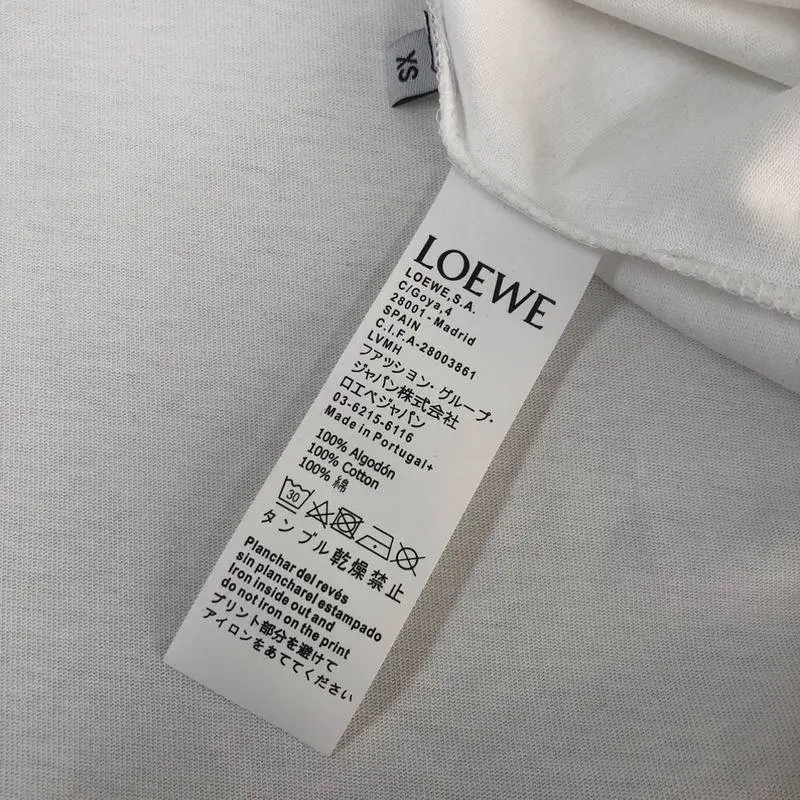 XS
LOEWE
LOEWE,S.A.
C/Goya,4
28001-Madrid
SPAIN
C.I.F.A-28003861
LVMH
ファッション・グループ・
ジャパン株式会社
ロエベジャパン
03-6215-6116
Made in Portugal+
100% Algodón
100% Cotton
100% 綿
30
タンブル乾燥禁止
Planchar del revés
sin plancharel estampado
Iron inside out and
do not iron on the print
プリント部分を避けて
アイロンをあててください